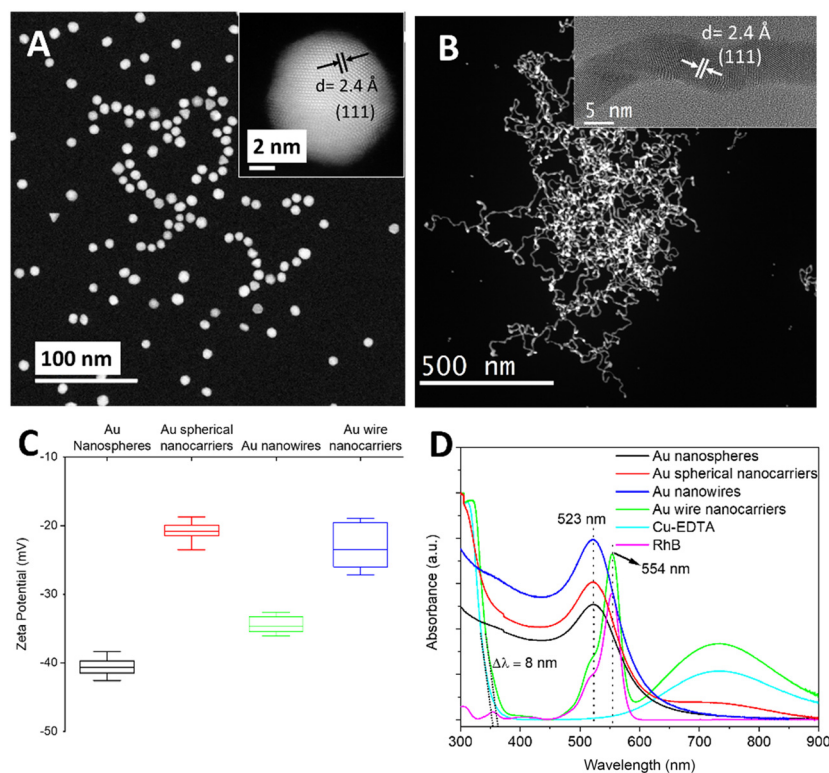 A
d= 2.4 Å
(111)
2 nm
100 nm
B
d= 2.4 Å
(111)
5 nm
500 nm
C
Au
Nanospheres
Au spherical
nanocarriers
Au nanowires
Au wire
nanocarriers
-10
-20
-30
-40
-50
Zeta Potential (mV)
D
Au nanospheres
Au spherical nanocarriers
Au nanowires
Au wire nanocarriers
Cu-EDTA
RhB
523 nm
554 nm
Δλ = 8 nm
Absorbance (a.u.)
300 400 500 600 700 800 900
Wavelength (nm)